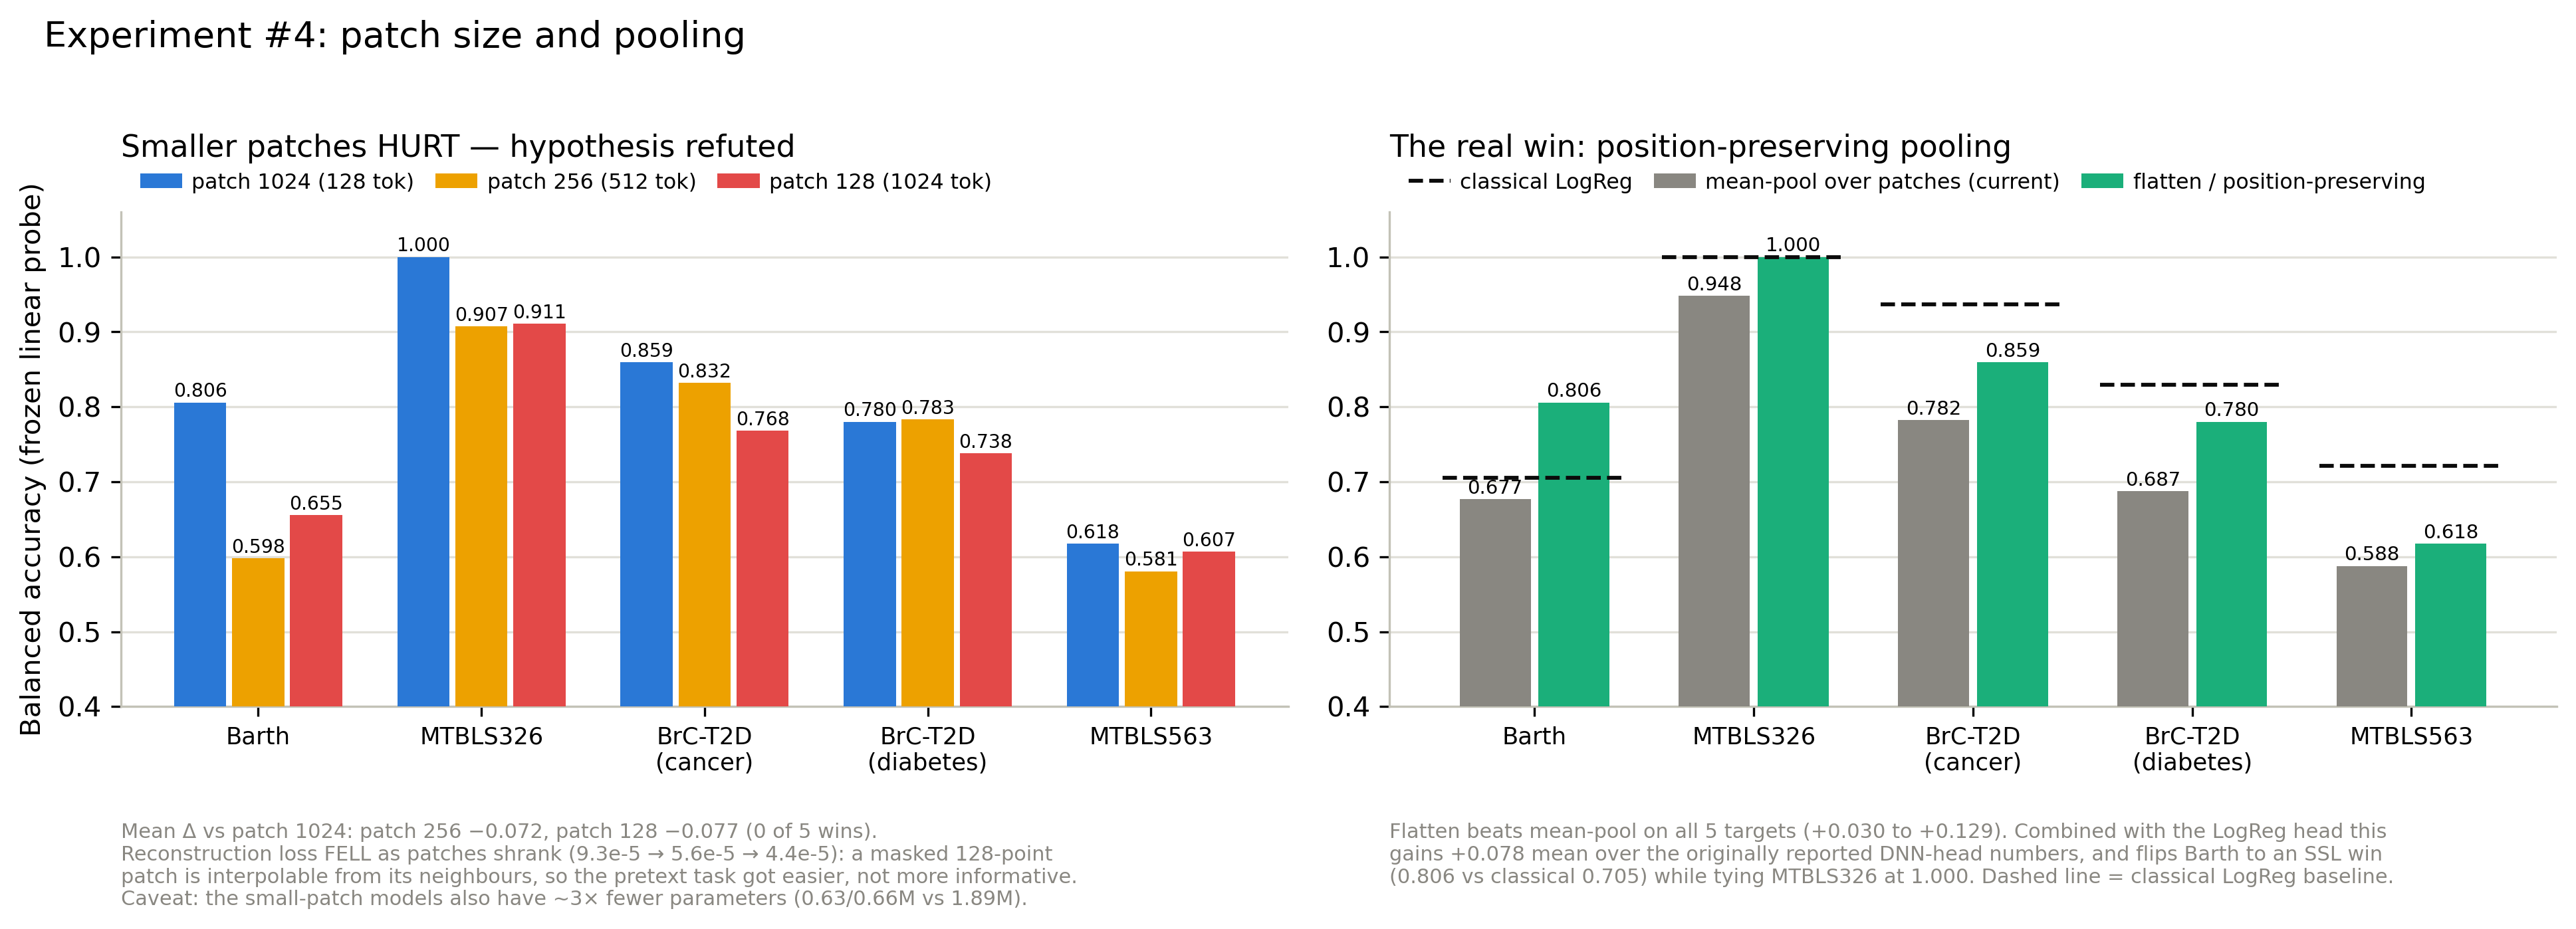 Experiment #4: patch size and pooling
Smaller patches HURT — hypothesis refuted
patch 1024 (128 tok) patch 256 (512 tok) patch 128 (1024 tok)
Balanced accuracy (frozen linear probe)
1.0
0.9
0.8
0.7
0.6
0.5
0.4
0.806 0.598 0.655
1.000 0.907 0.911
0.859 0.832 0.768
0.780 0.783 0.738
0.618 0.581 0.607
Barth MTBLS326 BrC-T2D (cancer) BrC-T2D (diabetes) MTBLS563
Mean Δ vs patch 1024: patch 256 −0.072, patch 128 −0.077 (0 of 5 wins).
Reconstruction loss FELL as patches shrank (9.3e-5 → 5.6e-5 → 4.4e-5): a masked 128-point
patch is interpolable from its neighbours, so the pretext task got easier, not more informative.
Caveat: the small-patch models also have ~3× fewer parameters (0.63/0.66M vs 1.89M).
The real win: position-preserving pooling
classical LogReg mean-pool over patches (current) flatten / position-preserving
1.0
0.9
0.8
0.7
0.6
0.5
0.4
0.677 0.806
0.948 1.000
0.782 0.859
0.687 0.780
0.588 0.618
Barth MTBLS326 BrC-T2D (cancer) BrC-T2D (diabetes) MTBLS563
Flatten beats mean-pool on all 5 targets (+0.030 to +0.129). Combined with the LogReg head this
gains +0.078 mean over the originally reported DNN-head numbers, and flips Barth to an SSL win
(0.806 vs classical 0.705) while tying MTBLS326 at 1.000. Dashed line = classical LogReg baseline.